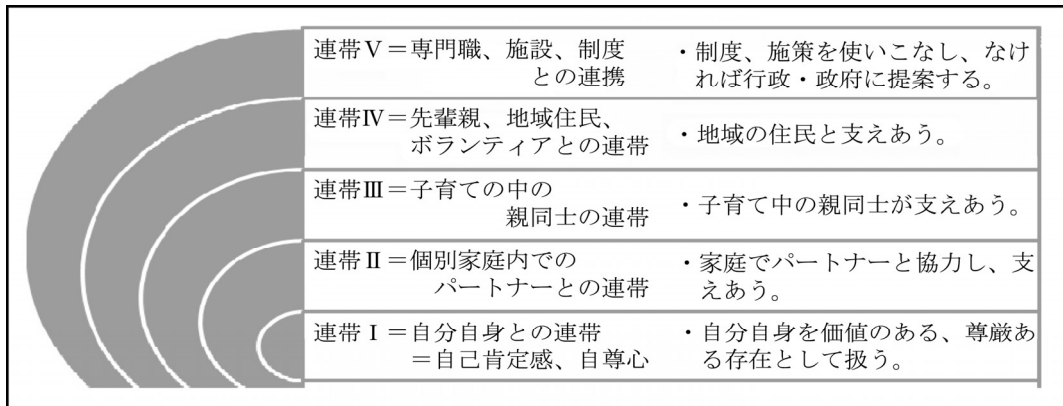 連帯Ⅴ＝専門職、施設、制度
との連携
・制度、施策を使いこなし、なけ
れば行政・政府に提案する。
連帯Ⅳ＝先輩親、地域住民、
ボランティアとの連帯
・地域の住民と支えあう。
連帯Ⅲ＝子育ての中の
親同士の連帯
・子育て中の親同士が支えあう。
連帯Ⅱ＝個別家庭内での
パートナーとの連帯
・家庭でパートナーと協力し、支
えあう。
連帯Ⅰ＝自分自身との連帯
＝自己肯定感、自尊心
・自分自身を価値のある、尊厳あ
る存在として扱う。